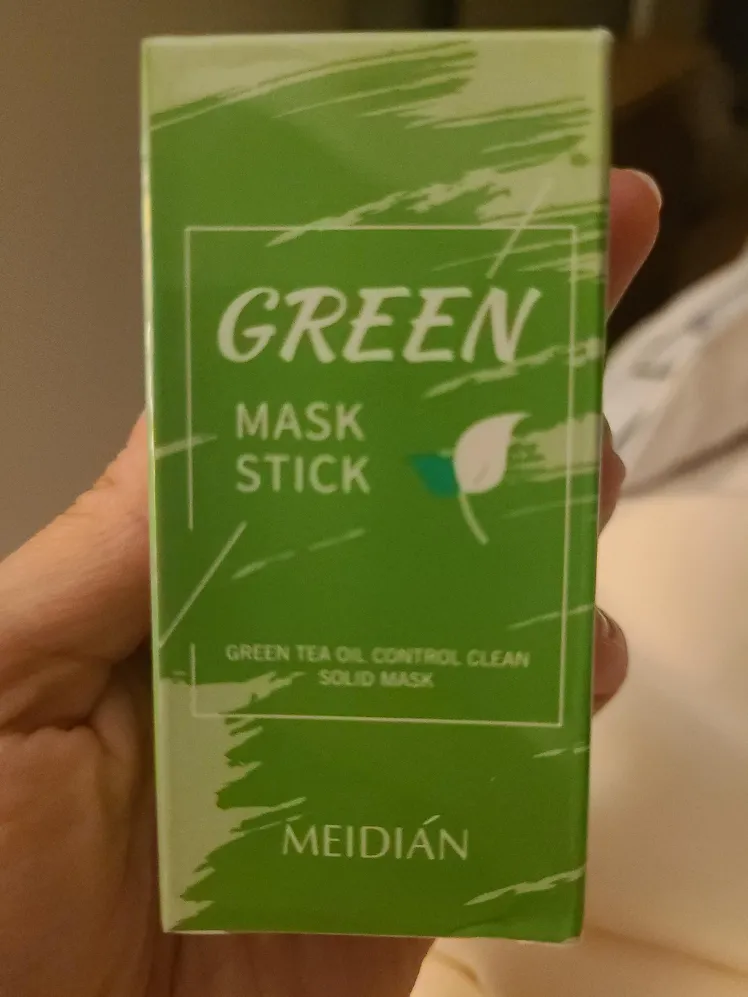 GREEN
MASK
STICK
GREEN TEA OIL CONTROL CLEAN
SOLID MASK
MEIDIÁN